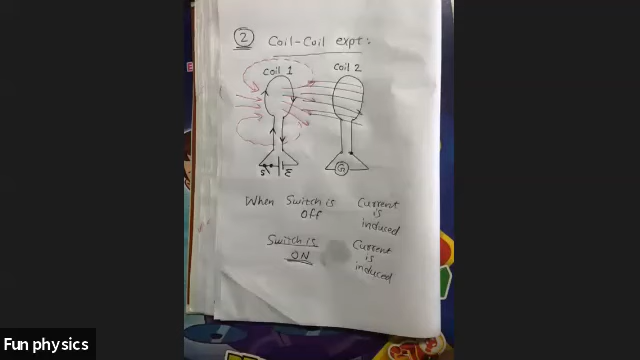 2 Coil-Coil expt:
Coil 1 Coil 2
S E G
When Switch is Current
off is
induced
Switch is Current
ON is
induced
Fun physics